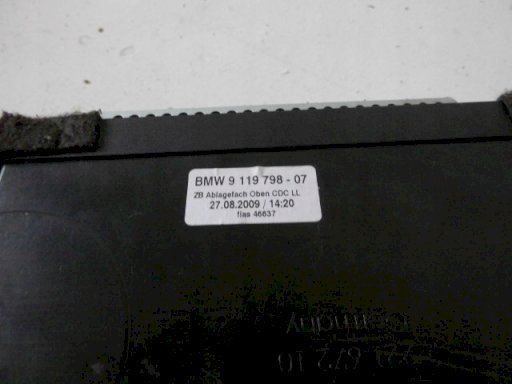 BMW 9 119 798 - 07
ZB Ablagefach Oben CDC LL
27.08.2009 / 14:20
fias 46637